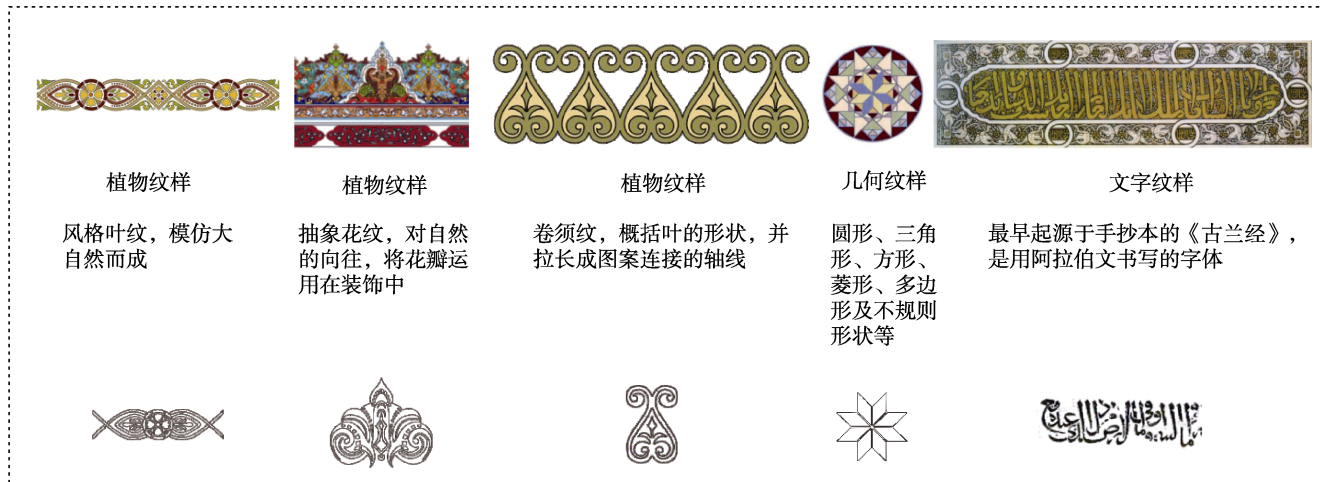 植物纹样
植物纹样
植物纹样
几何纹样
文字纹样
风格叶纹，模仿大
自然而成
抽象花纹，对自然
的向往，将花瓣运
用在装饰中
卷须纹，概括叶的形状，并
拉长成图案连接的轴线
圆形、三角
形、方形、
菱形、多边
形及不规则
形状等
最早起源于手抄本的《古兰经》，
是用阿拉伯文书写的字体